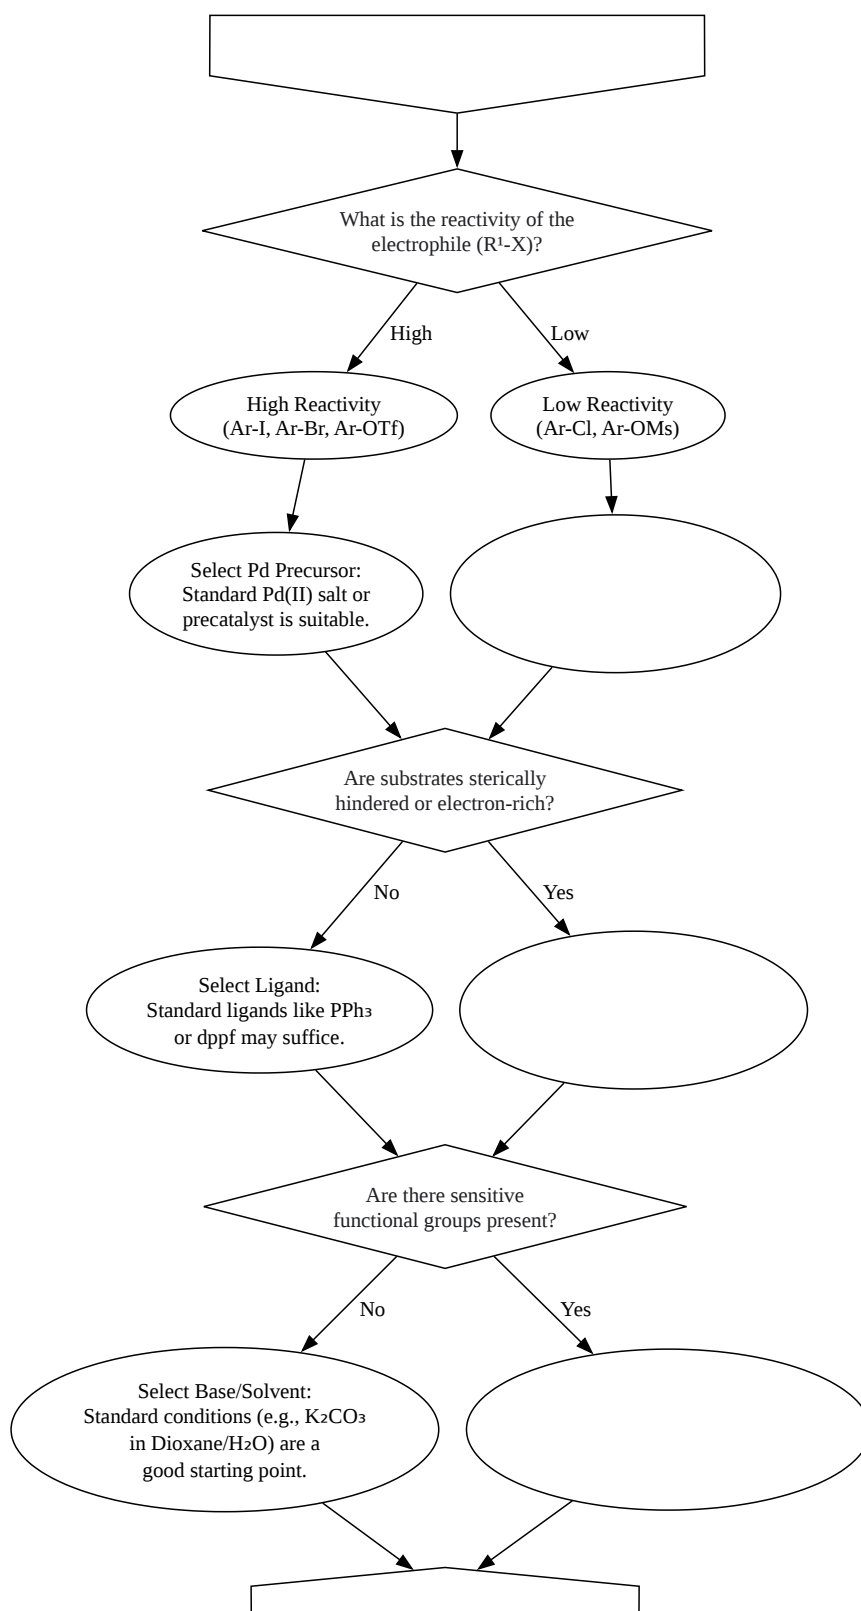 What is the reactivity of the
electrophile (R¹-X)?
High
Low
High Reactivity
(Ar-I, Ar-Br, Ar-OTf)
Low Reactivity
(Ar-Cl, Ar-OMs)
Select Pd Precursor:
Standard Pd(II) salt or
precatalyst is suitable.
Are substrates sterically
hindered or electron-rich?
No
Yes
Select Ligand:
Standard ligands like PPh₃
or dppf may suffice.
Are there sensitive
functional groups present?
No
Yes
Select Base/Solvent:
Standard conditions (e.g., K₂CO₃
in Dioxane/H₂O) are a
good starting point.